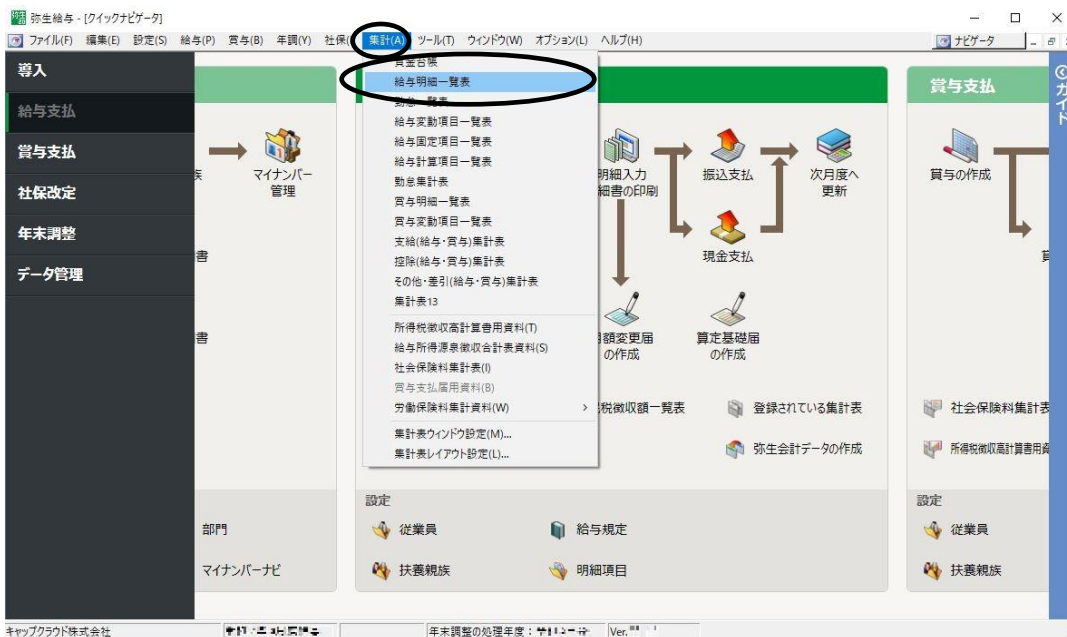 弥生給与 - [クイックナビゲータ]
ファイル(F) 編集(E) 設定(S) 給与(P) 賞与(B) 年調(Y) 社保( 集計(A) ツール(T) ウィンドウ(W) オプション(L) ヘルプ(H) ナビゲータ
導入
給与支払
賞与支払
社保改定
年末調整
データ管理
マイナンバー
管理
書
書
部門
マイナンバーナビ
賃金台帳
給与明細一覧表
勤怠一覧表
給与変動項目一覧表
給与固定項目一覧表
給与計算項目一覧表
勤怠集計表
賞与明細一覧表
賞与変動項目一覧表
支給(給与・賞与)集計表
控除(給与・賞与)集計表
その他・差引(給与・賞与)集計表
集計表13
所得税徴収高計算書用資料(T)
給与所得源泉徴収合計表資料(S)
社会保険料集計表(I)
賞与支払届用資料(B)
労働保険料集計資料(W)
集計表ウィンドウ設定(M)...
集計表レイアウト設定(L)...
明細入力
細書の印刷
振込支払
次月度へ
更新
現金支払
額変更届
の作成
算定基礎届
の作成
税徴収額一覧表
登録されている集計表
弥生会計データの作成
設定
従業員
給与規定
扶養親族
明細項目
賞与支払
賞与の作成
社会保険料集計表
所得税徴収高計算書用資
設定
従業員
扶養親族
ガイド
キャップクラウド株式会社
年末調整の処理年度:
Ver.